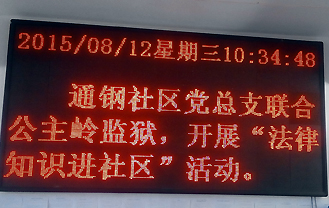 2015/08/12星期三10:34:48
通钢社区党总支联合
公主岭监狱，开展“法律
知识进社区”活动。